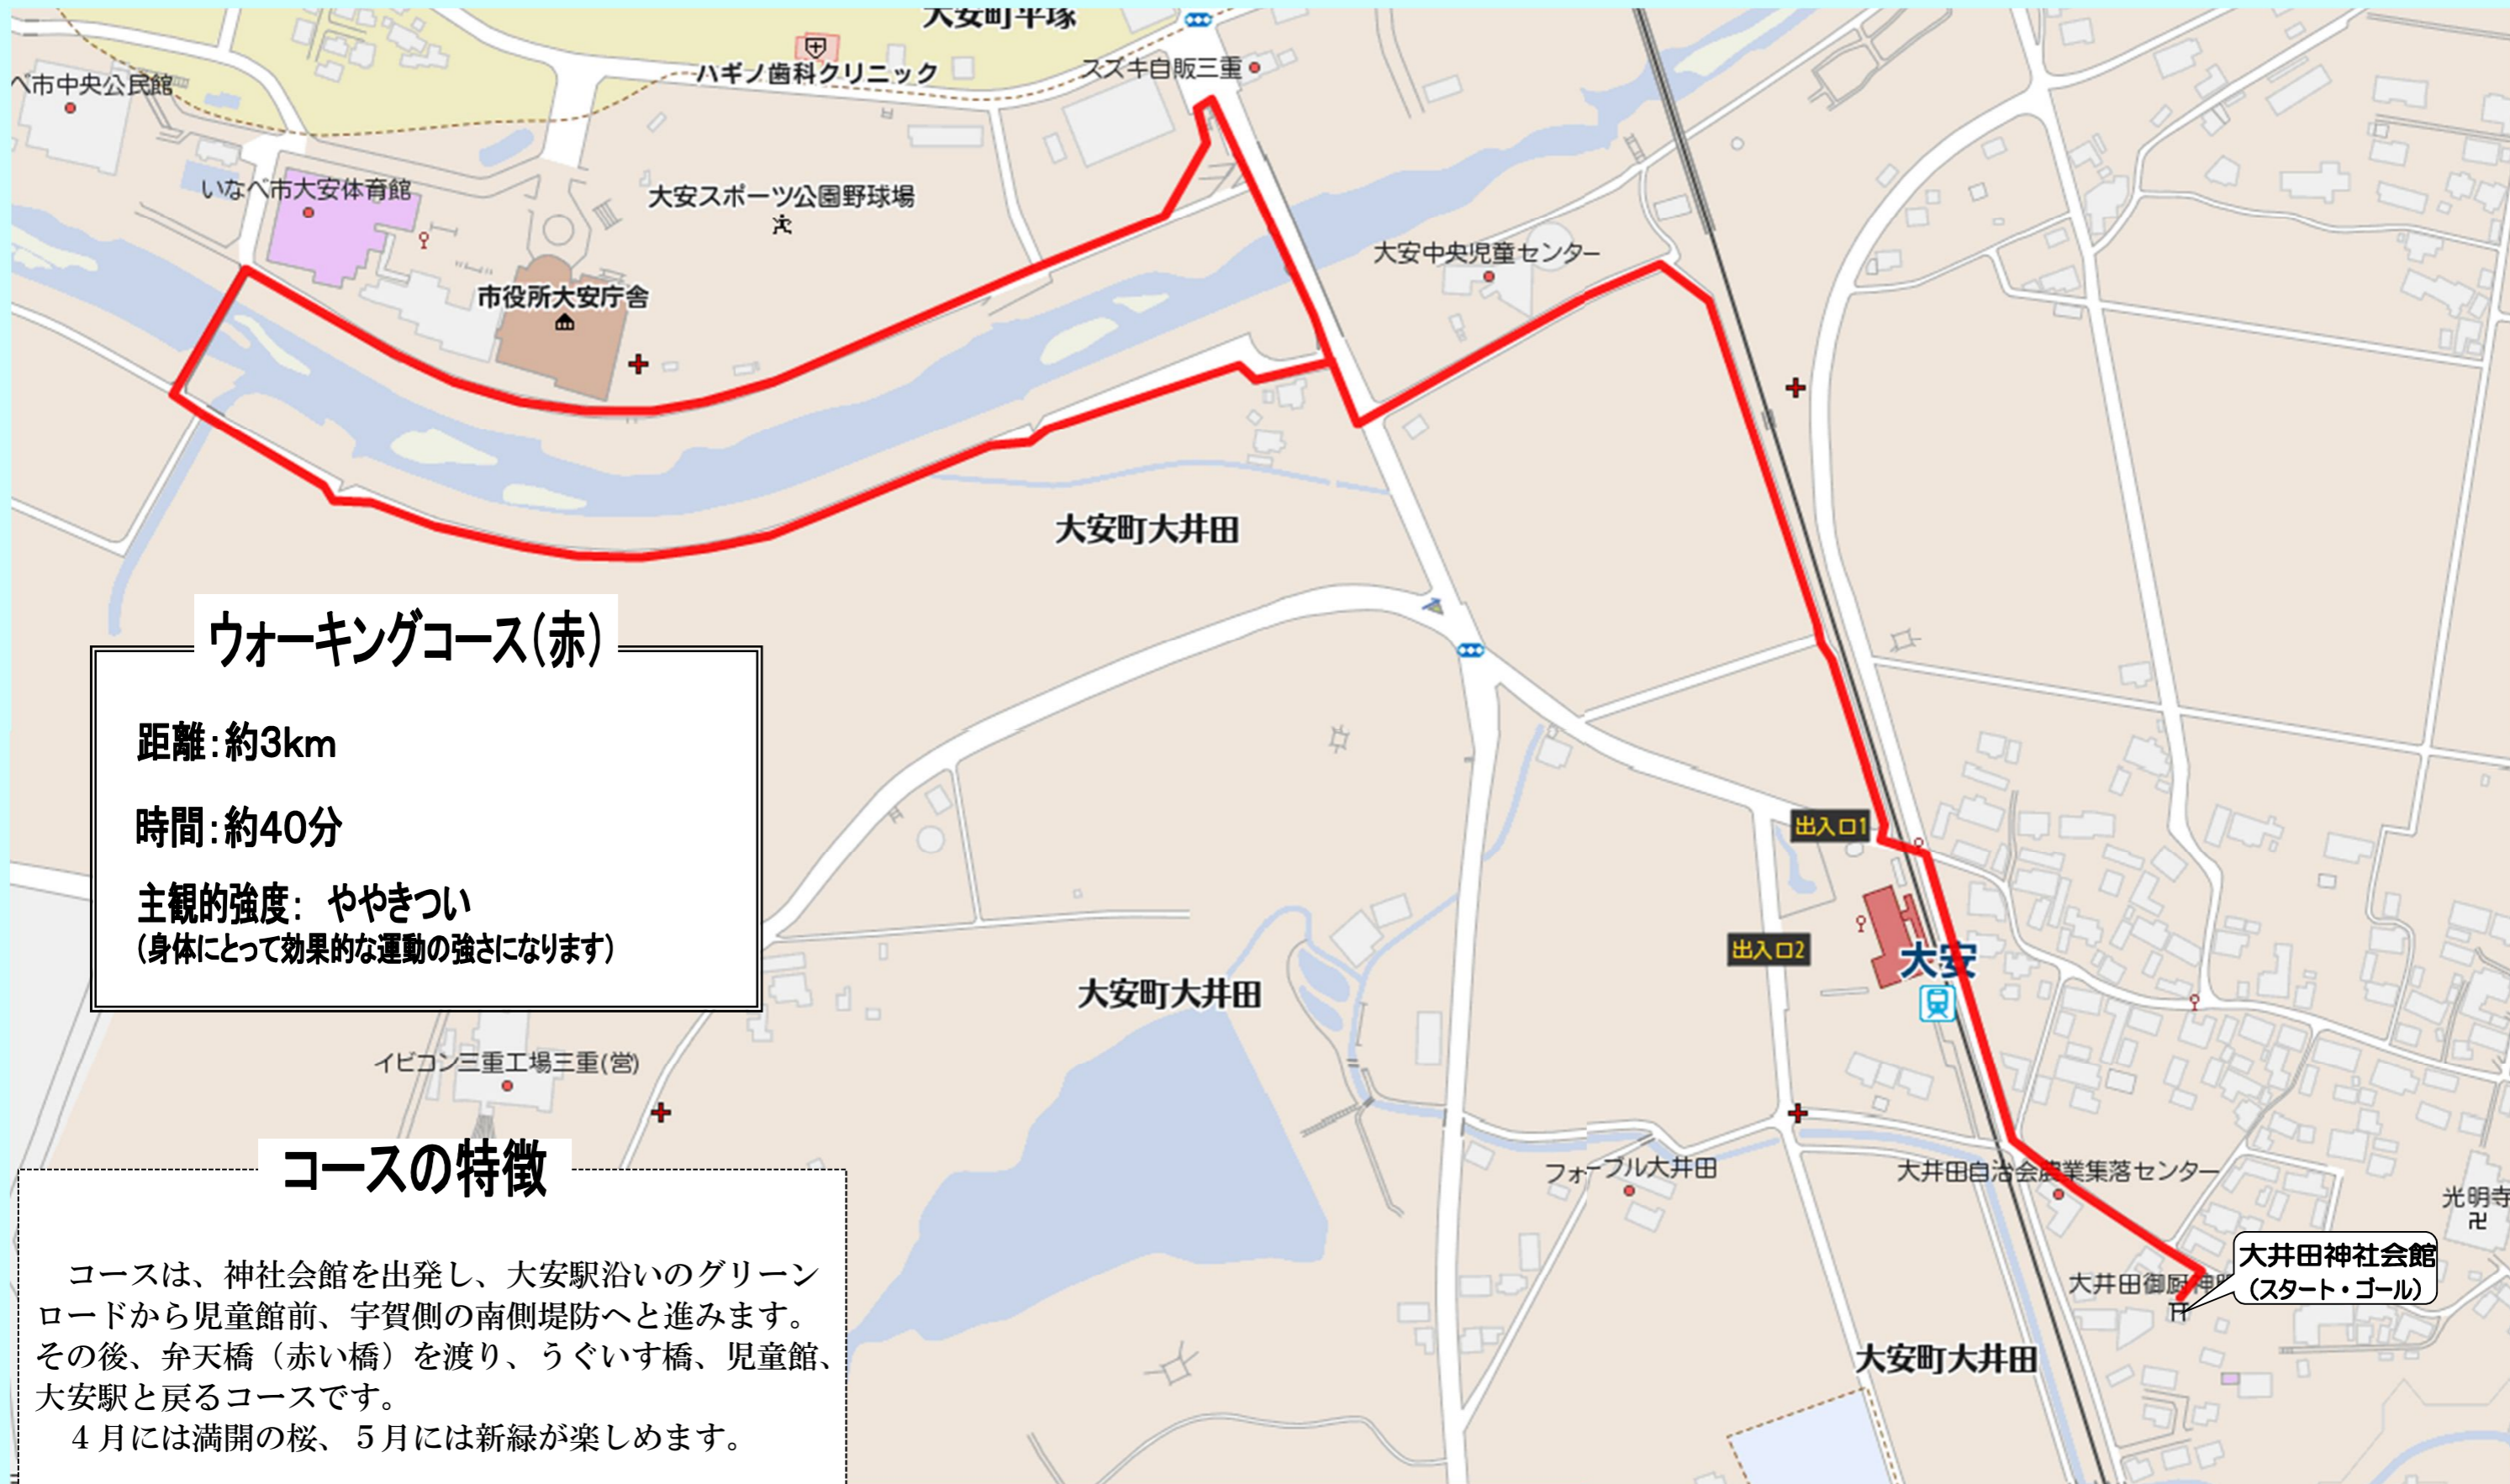 大安町平塚
ハギノ歯科クリニック
スズキ自販三重
べ市中央公民館
いなべ市大安体育館
大安スポーツ公園野球場
大安中央児童センター
市役所大安庁舎
大安町大井田
ウォーキングコース(赤)
距離:約3km
時間:約40分
主観的強度: ややきつい
(身体にとって効果的な運動の強さになります)
出入口1
出入口2
大安
大安町大井田
イビコン三重工場三重(営)
フォーブル大井田
大井田自治会農業集落センター
光明寺
大井田御厨神
大井田神社会館
(スタート・ゴール)
大安町大井田
コースの特徴
コースは、神社会館を出発し、大安駅沿いのグリーン
ロードから児童館前、宇賀側の南側堤防へと進みます。
その後、弁天橋(赤い橋)を渡り、うぐいす橋、児童館、
大安駅と戻るコースです。
4月には満開の桜、5月には新緑が楽しめます。